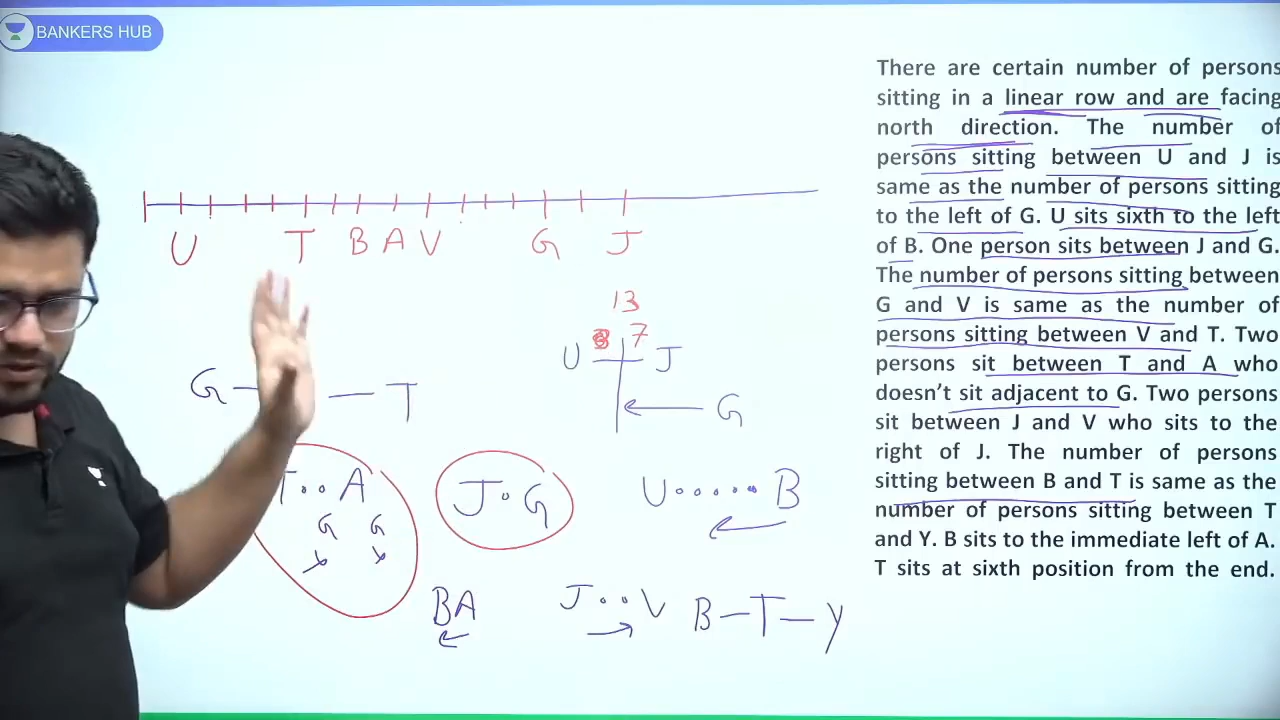 BANKERS HUB
There are certain number of persons
sitting in a linear row and are facing
north direction. The number of
persons sitting between U and J is
same as the number of persons sitting
to the left of G. U sits sixth to the left
of B. One person sits between J and G.
The number of persons sitting between
G and V is same as the number of
persons sitting between V and T. Two
persons sit between T and A who
doesn't sit adjacent to G. Two persons
sit between J and V who sits to the
right of J. The number of persons
sitting between B and T is same as the
number of persons sitting between T
and Y. B sits to the immediate left of A.
T sits at sixth position from the end.
U T B A V G J
13
7
U J
G
G — — T
T . . A
G G
x x
J . G
U . . . . . B
BA
J . . V
B — T — Y